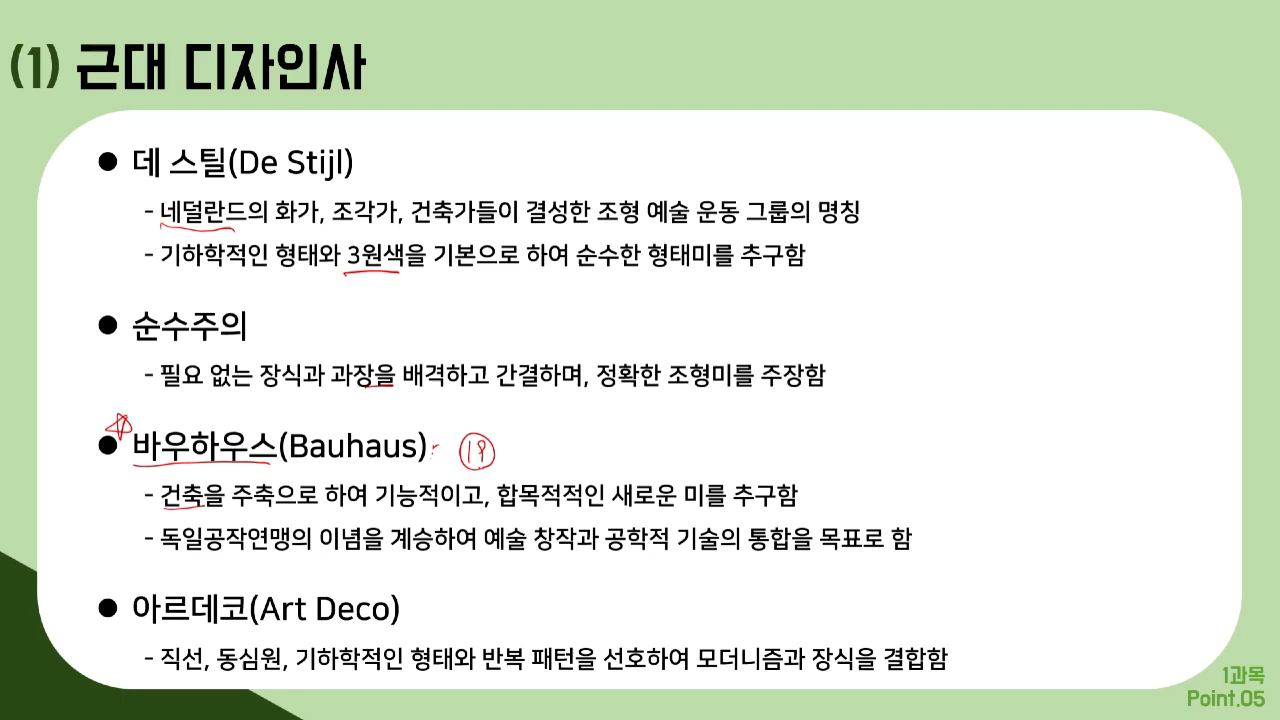 (1) 근대 디자인사
● 데 스틸(De Stijl)
- 네덜란드의 화가, 조각가, 건축가들이 결성한 조형 예술 운동 그룹의 명칭
- 기하학적인 형태와 3원색을 기본으로 하여 순수한 형태미를 추구함
● 순수주의
- 필요 없는 장식과 과장을 배격하고 간결하며, 정확한 조형미를 주장함
● 바우하우스(Bauhaus)
- 건축을 주축으로 하여 기능적이고, 합목적적인 새로운 미를 추구함
- 독일공작연맹의 이념을 계승하여 예술 창작과 공학적 기술의 통합을 목표로 함
● 아르데코(Art Deco)
- 직선, 동심원, 기하학적인 형태와 반복 패턴을 선호하여 모더니즘과 장식을 결합함
1과목
Point.05